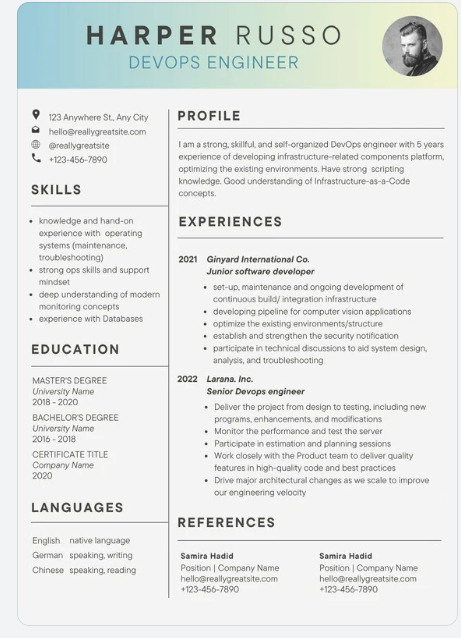 HARPER RUSSO
DEVOPS ENGINEER
123 Anywhere St., Any City
hello@reallygreatsite.com
@reallygreatsite
+123-456-7890
SKILLS
knowledge and hand-on
experience with operating
systems (maintenance,
troubleshooting)
strong ops skills and support
mindset
deep understanding of modern
monitoring concepts
experience with Databases
EDUCATION
MASTER'S DEGREE
University Name
2018 - 2020
BACHELOR'S DEGREE
University Name
2016 - 2018
CERTIFICATE TITLE
Company Name
2020
LANGUAGES
English native language
German speaking, writing
Chinese speaking, reading
PROFILE
I am a strong, skillful, and self-organized DevOps engineer with 5 years
experience of developing infrastructure-related components platform,
optimizing the existing environments. Have strong scripting
knowledge. Good understanding of Infrastructure-as-a-Code
concepts.
EXPERIENCES
2021 Ginyard International Co.
Junior software developer
set-up, maintenance and ongoing development of
continuous build/ integration infrastructure
developing pipeline for computer vision applications
optimize the existing environments/structure
establish and strengthen the security notification
participate in technical discussions to aid system design,
analysis, and troubleshooting
2022 Larana, Inc.
Senior Devops engineer
Deliver the project from design to testing, including new
programs, enhancements, and modifications
Monitor the performance and test the server
Participate in estimation and planning sessions
Work closely with the Product team to deliver quality
features in high-quality code and best practices
Drive major architectural changes as we scale to improve
our engineering velocity
REFERENCES
Samira Hadid
Position | Company Name
hello@reallygreatsite.com
+123-456-7890
Samira Hadid
Position | Company Name
hello@reallygreatsite.com
+123-456-7890